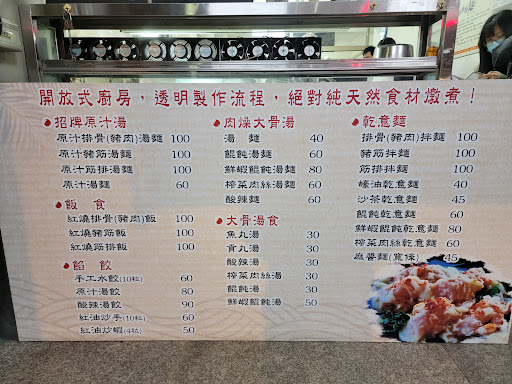 開放式廚房,透明製作流程,絕對純天然食材燉煮!
招牌原汁湯
原汁排骨(豬肉)湯麵 100
原汁豬筋湯麵 100
原汁筋排湯麵 100
原汁湯麵 60
飯 食
紅燒排骨(豬肉)飯 100
紅燒豬筋飯 100
紅燒筋排飯 100
餡 餃
手工水餃(10粒) 60
原汁湯餃 80
酸辣湯餃 90
紅油炒手(10粒) 60
紅油炒蝦(4粒) 50
肉燥大骨湯
湯 麵 40
餛飩湯麵 60
鮮蝦餛飩湯麵 80
榨菜肉絲湯麵 60
酸辣麵 60
大骨湯食
魚丸湯 30
貢丸湯 30
酸辣湯 30
榨菜肉絲湯 30
餛飩湯 30
鮮蝦餛飩湯 50
乾意麵
排骨(豬肉)拌麵 100
豬筋拌麵 100
筋排拌麵 100
蠔油乾意麵 40
沙茶乾意麵 45
餛飩乾意麵 60
鮮蝦餛飩乾意麵 80
榨菜肉絲乾意麵 60
麻醬麵(寬條) 45